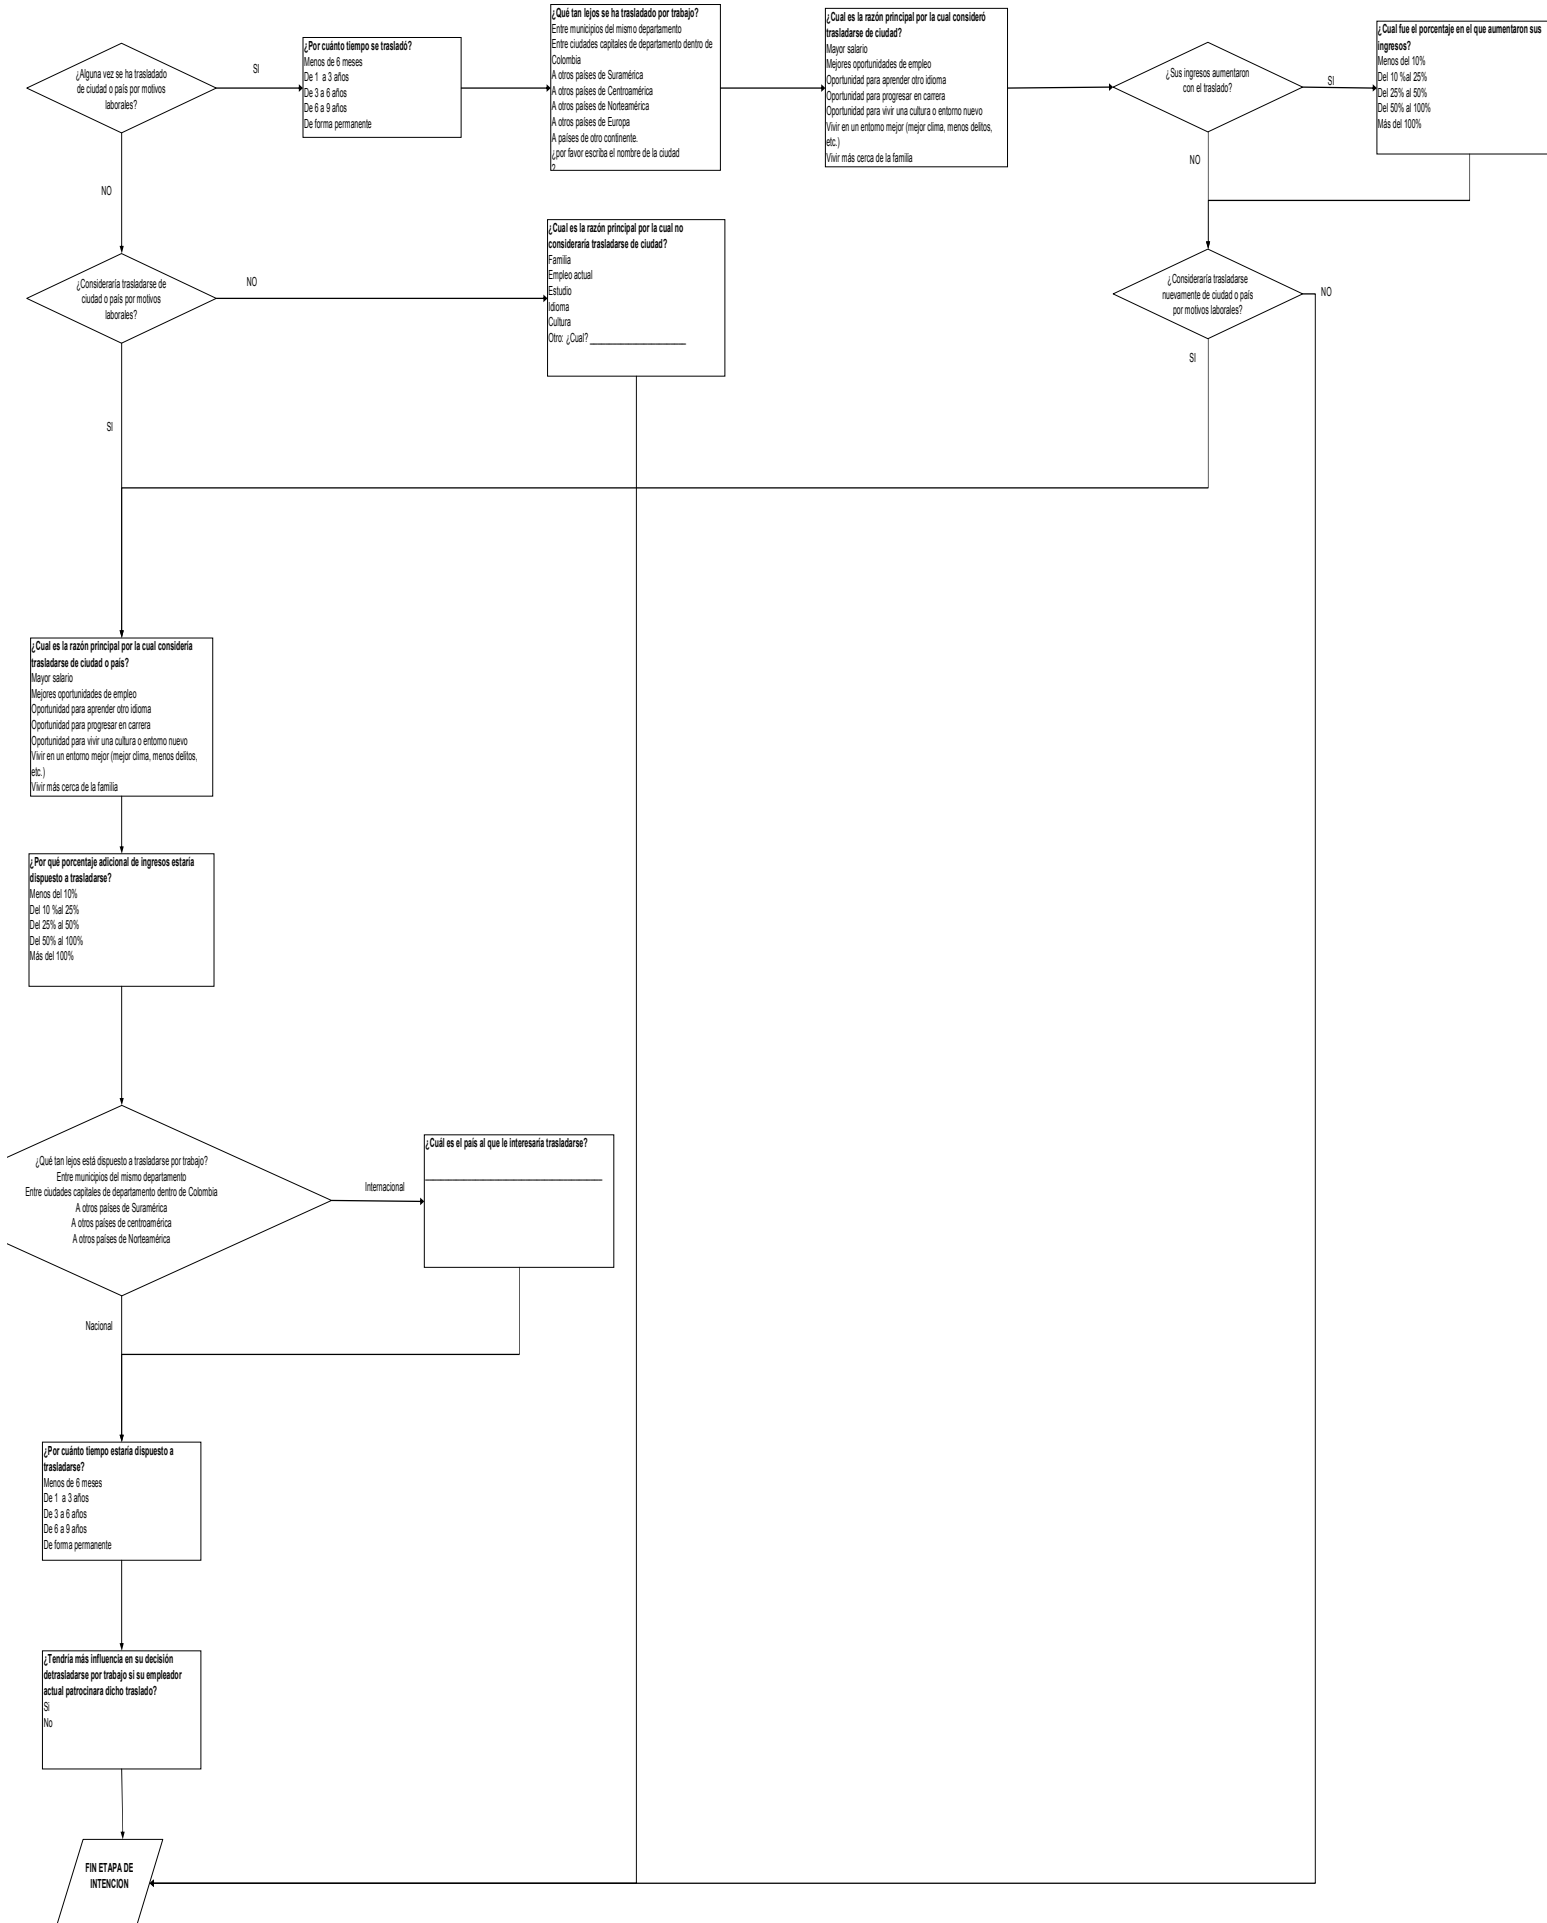 ¿Alguna vez se ha trasladado
de ciudad o país por motivos
laborales?
SI
NO
¿Por cuánto tiempo se trasladó?
Menos de 6 meses
De 1 a 3 años
De 3 a 6 años
De 6 a 9 años
De forma permanente
¿Qué tan lejos se ha trasladado por trabajo?
Entre municipios del mismo departamento
Entre ciudades capitales de departamento dentro de
Colombia
A otros países de Suramérica
A otros países de Centroamérica
A otros países de Norteamérica
A otros países de Europa
A países de otro continente.
¿por favor escriba el nombre de la ciudad
?
¿Cual es la razón principal por la cual consideró
trasladarse de ciudad?
Mayor salario
Mejores oportunidades de empleo
Oportunidad para aprender otro idioma
Oportunidad para progresar en carrera
Oportunidad para vivir una cultura o entorno nuevo
Vivir en un entorno mejor (mejor clima, menos delitos,
etc.)
Vivir más cerca de la familia
¿Sus ingresos aumentaron
con el traslado?
SI
NO
¿Cual fue el porcentaje en el que aumentaron sus
ingresos?
Menos del 10%
Del 10 %al 25%
Del 25% al 50%
Del 50% al 100%
Más del 100%
¿Consideraría trasladarse de
ciudad o país por motivos
laborales?
NO
SI
¿Cual es la razón principal por la cual no
consideraría trasladarse de ciudad?
Familia
Empleo actual
Estudio
Idioma
Cultura
Otro: ¿Cual? ______________________
¿Consideraría trasladarse
nuevamente de ciudad o país
por motivos laborales?
NO
SI
¿Cual es la razón principal por la cual considería
trasladarse de ciudad o país?
Mayor salario
Mejores oportunidades de empleo
Oportunidad para aprender otro idioma
Oportunidad para progresar en carrera
Oportunidad para vivir una cultura o entorno nuevo
Vivir en un entorno mejor (mejor clima, menos delitos,
etc.)
Vivir más cerca de la familia
¿Por qué porcentaje adicional de ingresos estaría
dispuesto a trasladarse?
Menos del 10%
Del 10 %al 25%
Del 25% al 50%
Del 50% al 100%
Más del 100%
¿Qué tan lejos está dispuesto a trasladarse por trabajo?
Entre municipios del mismo departamento
Entre ciudades capitales de departamento dentro de Colombia
A otros países de Suramérica
A otros países de centroamérica
A otros países de Norteamérica
Internacional
Nacional
¿Cuál es el país al que le interesaría trasladarse?
¿Por cuánto tiempo estaría dispuesto a
trasladarse?
Menos de 6 meses
De 1 a 3 años
De 3 a 6 años
De 6 a 9 años
De forma permanente
¿Tendría más influencia en su decisión
detrasladarse por trabajo si su empleador
actual patrocinara dicho traslado?
Si
No
FIN ETAPA DE
INTENCION